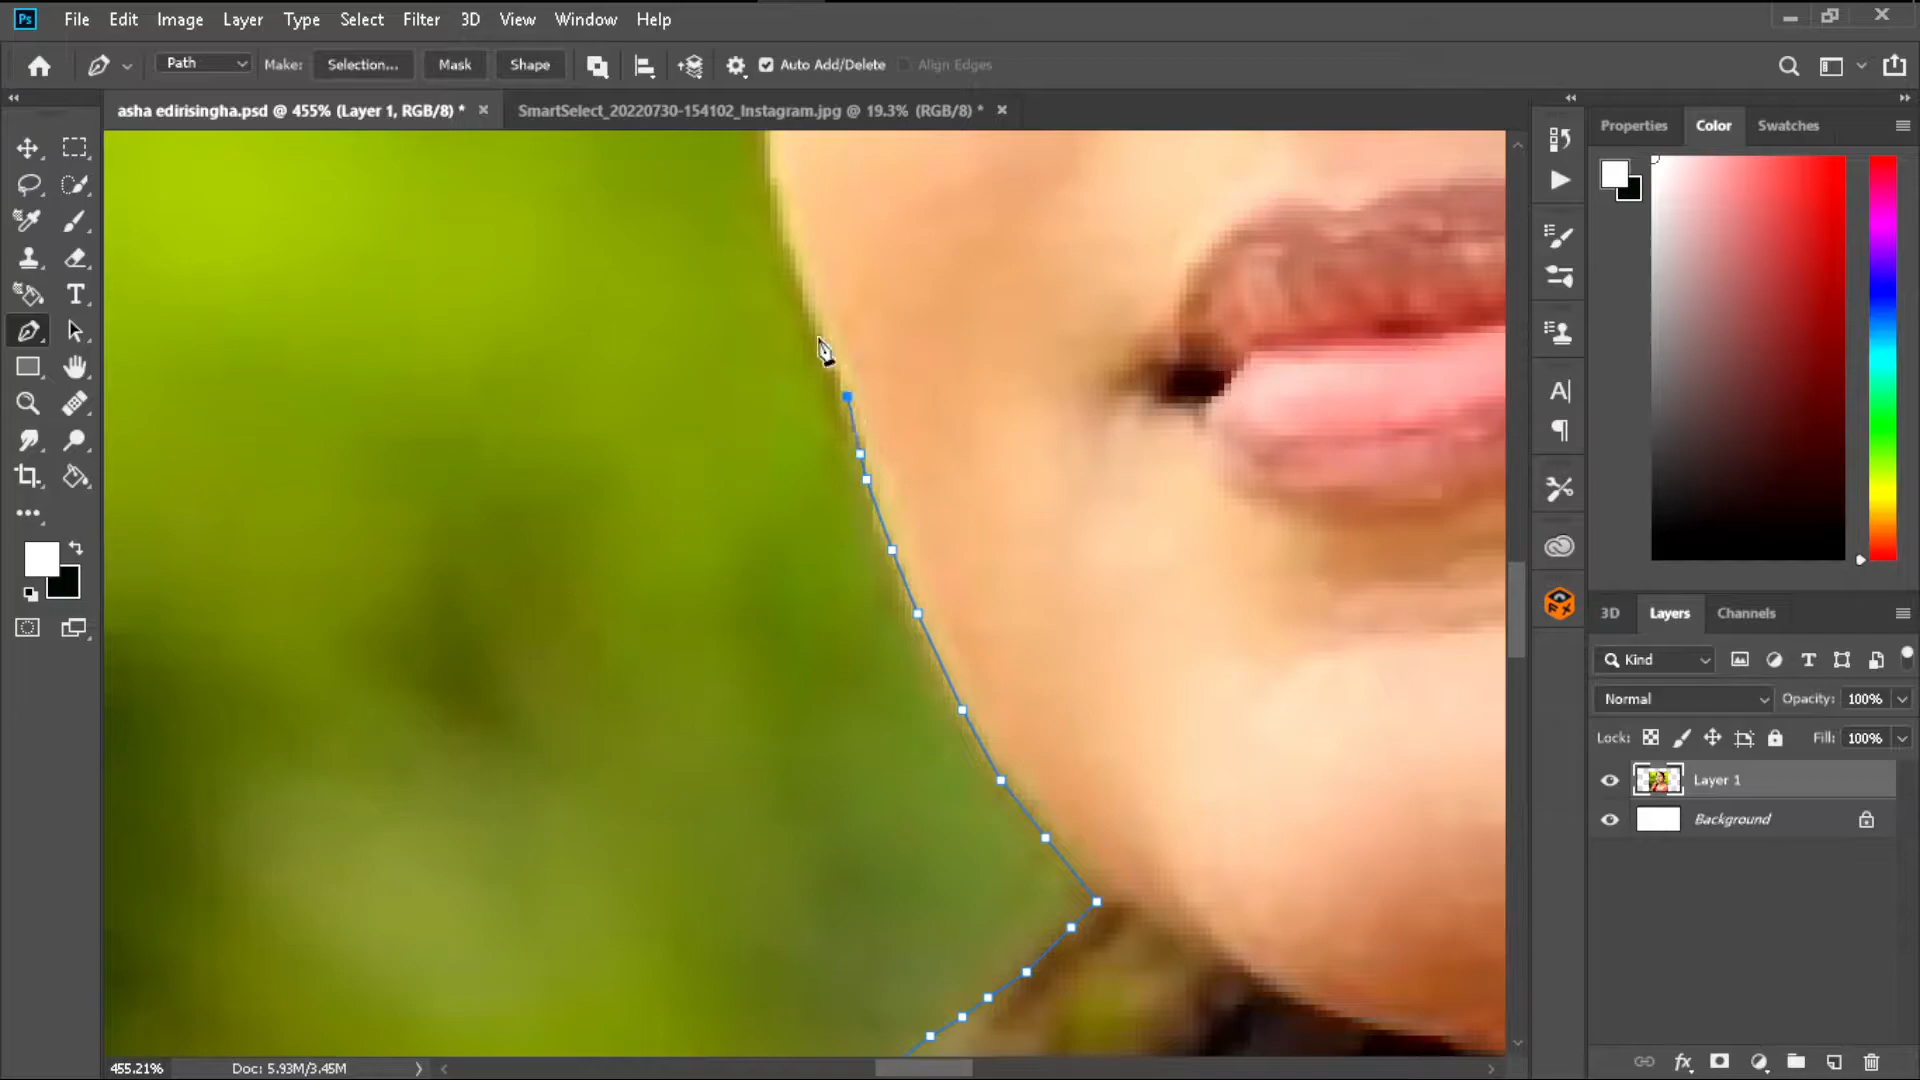 Ps File Edit Image Layer Type Select Filter 3D View Window Help
Path Make: Selection... Mask Shape Auto Add/Delete Align Edges
asha edirisingha.psd @ 455% (Layer 1, RGB/8) * SmartSelect_20220730-154102_Instagram.jpg @ 19.3% (RGB/8) *
Properties Color Swatches
3D Layers Channels
Kind
Normal Opacity: 100%
Lock: Fill: 100%
Layer 1
Background
fx
455.21% Doc: 5.93M/3.45M